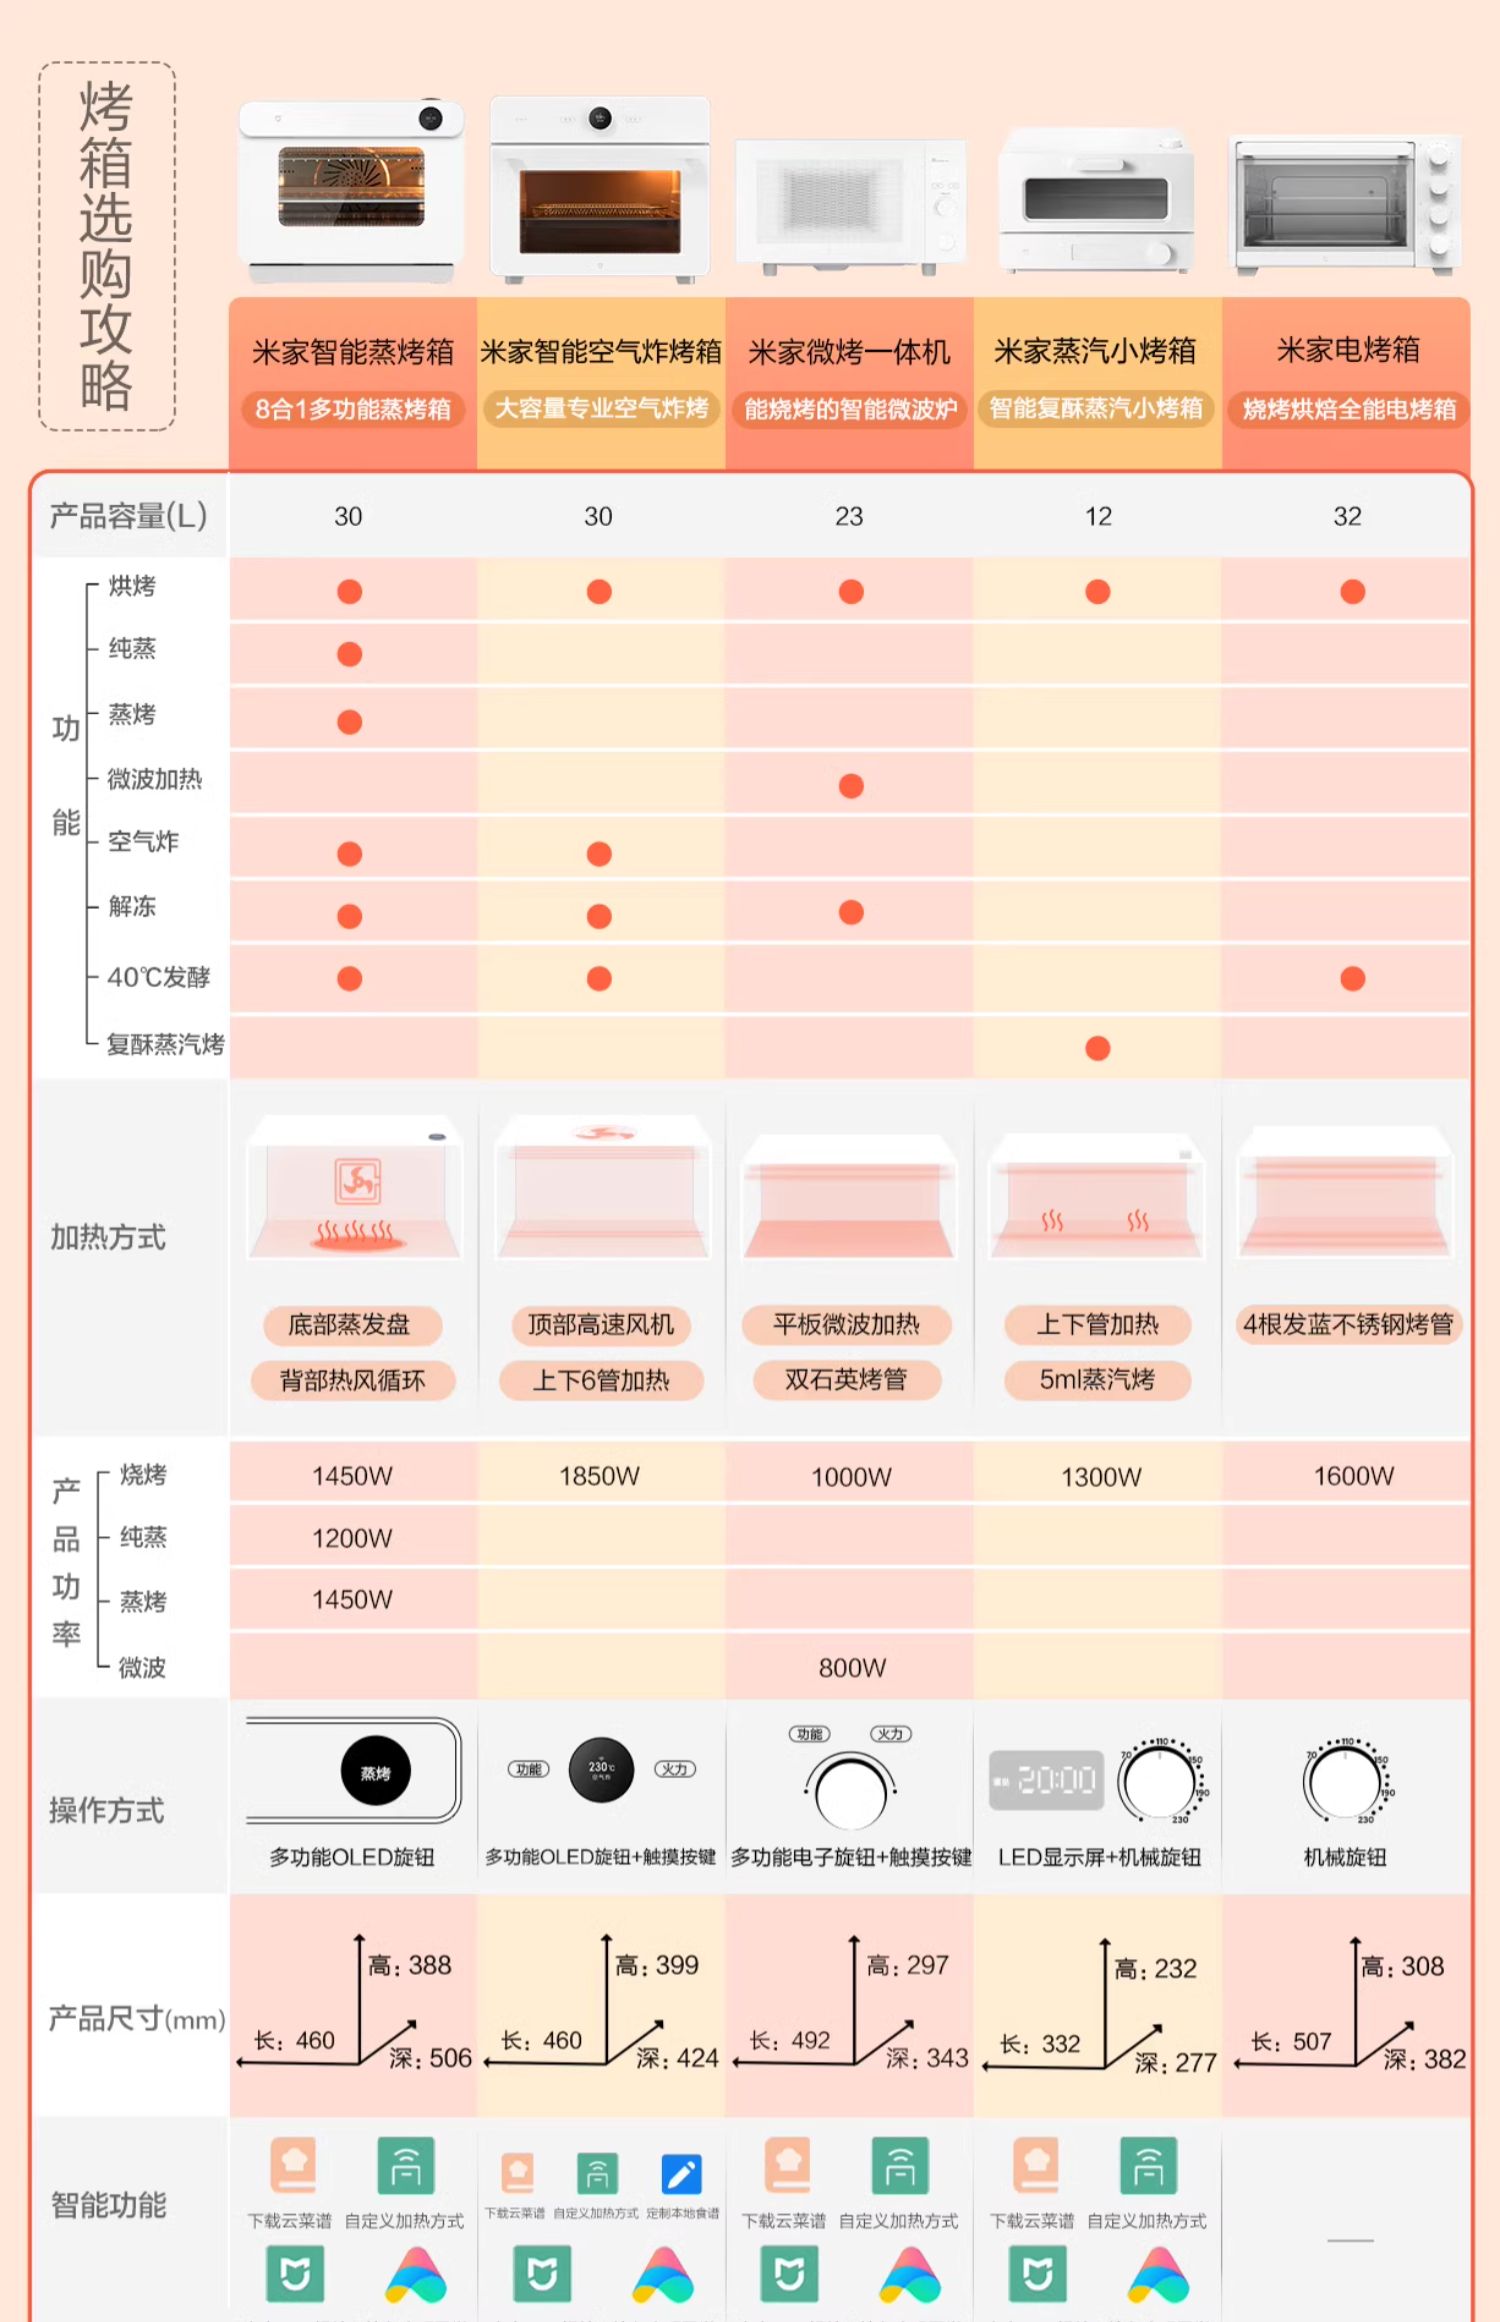 烤箱选购攻略
米家智能蒸烤箱 米家智能空气炸烤箱 米家微烤一体机 米家蒸汽小烤箱 米家电烤箱
8合1多功能蒸烤箱 大容量专业空气炸烤 能烧烤的智能微波炉 智能复酥蒸汽小烤箱 烧烤烘焙全能电烤箱
产品容量(L) 30 30 23 12 32
功能
烘烤
纯蒸
蒸烤
微波加热
空气炸
解冻
40℃发酵
复酥蒸汽烤
加热方式
底部蒸发盘 顶部高速风机 平板微波加热 上下管加热 4根发蓝不锈钢烤管
背部热风循环 上下6管加热 双石英烤管 5ml蒸汽烤
产品功率
烧烤 1450W 1850W 1000W 1300W 1600W
纯蒸 1200W
蒸烤 1450W
微波 800W
操作方式
蒸烤
功能 230℃ 空气炸 火力
功能 火力
20:00 70 110 150 190 230
70 110 150 190 230
多功能OLED旋钮 多功能OLED旋钮+触摸按键 多功能电子旋钮+触摸按键 LED显示屏+机械旋钮 机械旋钮
产品尺寸(mm)
高: 388 高: 399 高: 297 高: 232 高: 308
长: 460 长: 460 长: 492 长: 332 长: 507
深: 506 深: 424 深: 343 深: 277 深: 382
智能功能
下载云菜谱 自定义加热方式 下载云菜谱 自定义加热方式 定制本地食谱 下载云菜谱 自定义加热方式 下载云菜谱 自定义加热方式